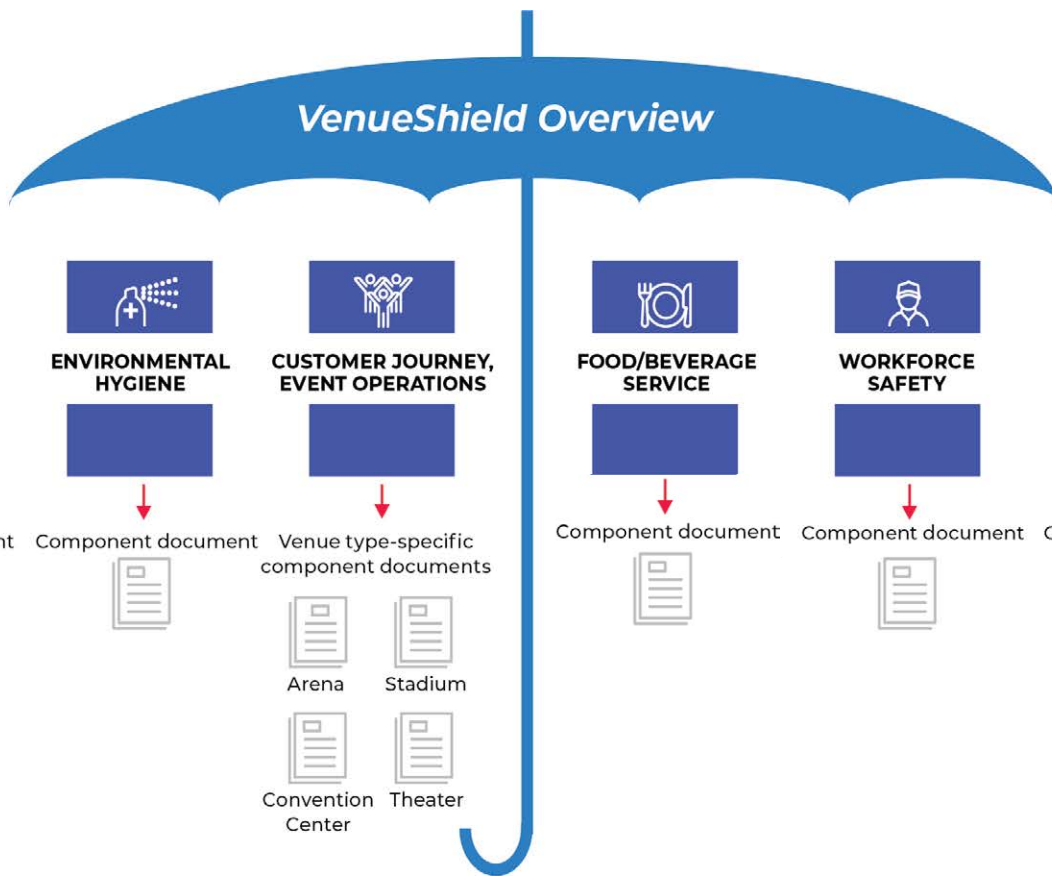 VenueShield Overview
ENVIRONMENTAL
HYGIENE
CUSTOMER JOURNEY,
EVENT OPERATIONS
FOOD/BEVERAGE
SERVICE
WORKFORCE
SAFETY
Component document
Venue type-specific
component documents
Component document
Component document
Arena
Stadium
Convention
Center
Theater